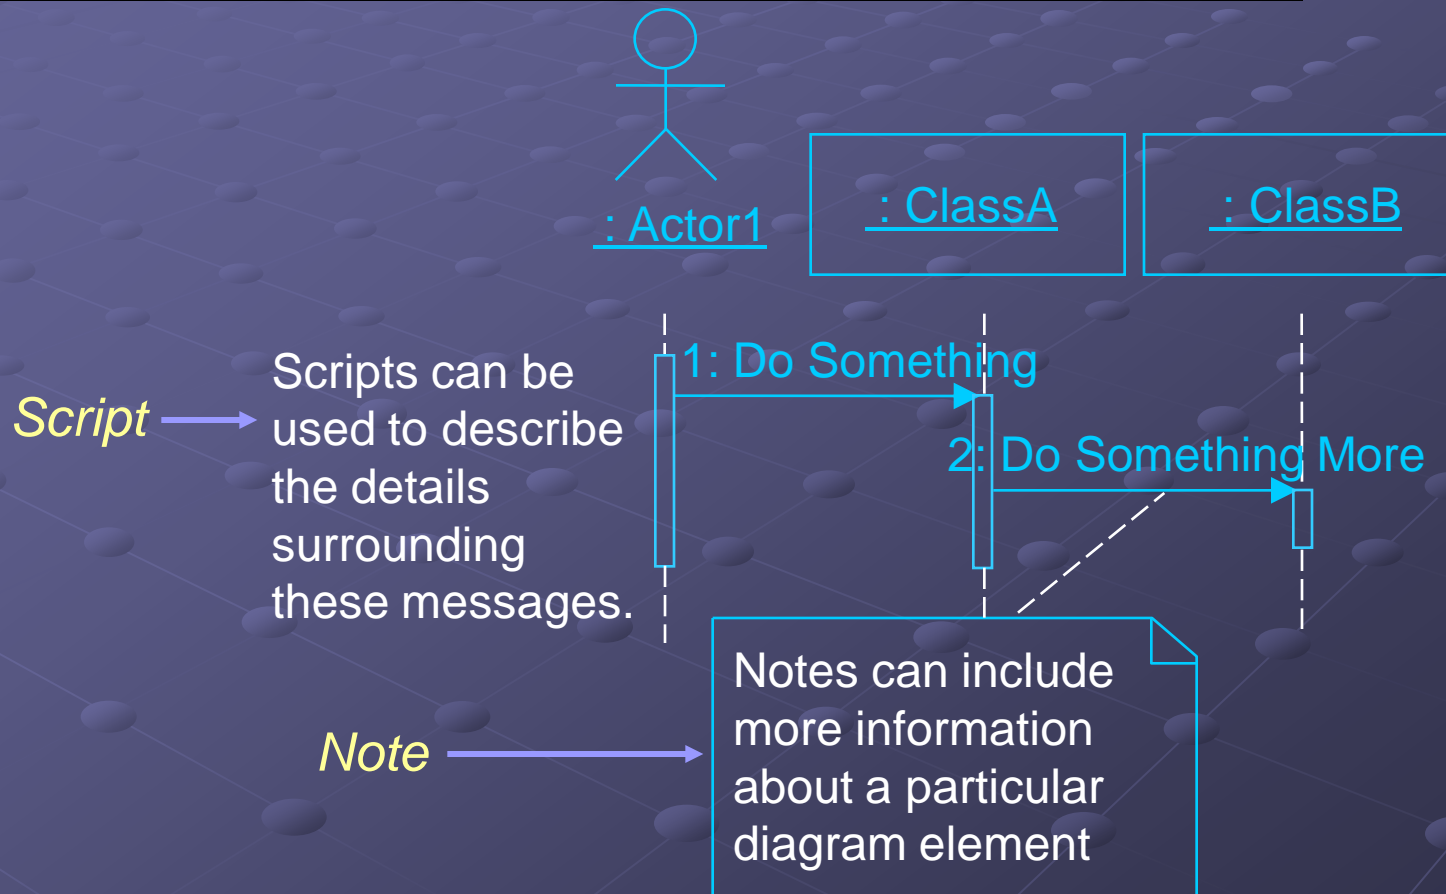 : Actor1
: ClassA
: ClassB
1: Do Something
Script
Scripts can be
used to describe
the details
surrounding
these messages.
2: Do Something More
Note
Notes can include
more information
about a particular
diagram element